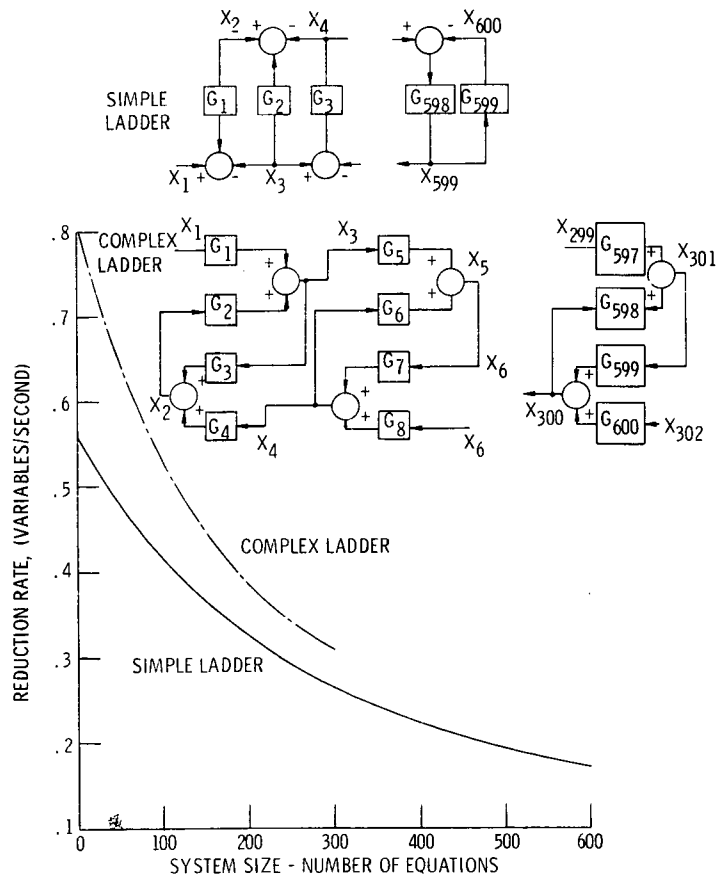 X2 + - X4 + - X600
SIMPLE LADDER
G1 G2 G3 G598 G599
X1 + - X3 + - X599
.8
.7
.6
.5
.4
.3
.2
.1
REDUCTION RATE, (VARIABLES/SECOND)
COMPLEX LADDER
X1 G1 + + X3 G5 + + X5
G2 G6
G3 + + X2 G7 + + X6
G4 X4 G8 X6
X299 G597 + + X301
G598
G599 + + X300
G600 X302
COMPLEX LADDER
SIMPLE LADDER
0 100 200 300 400 500 600
SYSTEM SIZE - NUMBER OF EQUATIONS